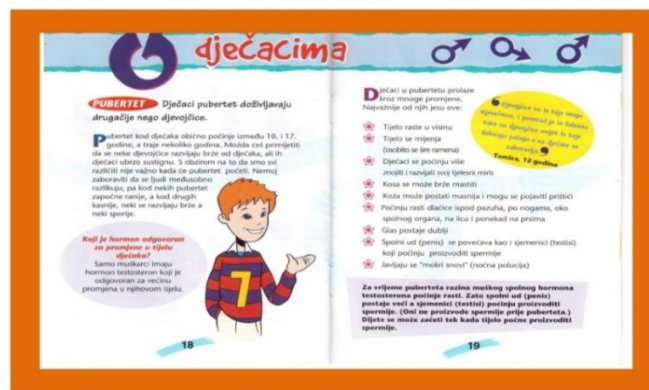 O dječacima
PUBERTET Dječaci pubertet doživljavaju
drugačije nego djevojčice.
Pubertet kod dječaka obično počinje između 10. i 17.
godine, a traje nekoliko godina. Možda ćeš primijetiti
da se neke djevojčice razvijaju brže od dječaka, ali ih
dječaci ubrzo sustignu. S obzirom na to da smo svi
različiti nije važno kada će pubertet početi. Nemoj
zaboraviti da se ljudi međusobno
razlikuju, pa kod nekih pubertet
započne ranije, a kod drugih
kasnije, neki se razvijaju brže a
neki sporije.
Koji je hormon odgovoran
za promjene u tijelu
dječaka?
Samo muškarci imaju
hormon testosteron koji je
odgovoran za većinu
promjena u njihovom tijelu.
7
18
Dječaci u pubertetu prolaze
kroz mnoge promjene.
Najvažnije od njih jesu ove:
Tijelo raste u visinu
Tijelo se mijenja
(osobito se šire ramena)
Dječaci se počinju više
znojiti i razvijati svoj tjelesni miris
Kosa se može brže mastiti
Koža može postati masnija i mogu se pojaviti prištići
Počinju rasti dlačice ispod pazuha, po nogama, oko
spolnog organa, na licu i ponekad na prsima
Glas postaje dublji
Spolni ud (penis) se povećava kao i sjemenici (testisi)
koji počinju proizvoditi spermije
Javljaju se "mokri snovi" (noćna polucija)
Tomica, 12 godina
Za vrijeme puberteta razina muškog spolnog hormona
testosterona počinje rasti. Zato spolni ud (penis)
postaje veći a sjemenici (testisi) počinju proizvoditi
spermije. (Oni ne proizvode spermije prije puberteta.)
Dijete se može začeti tek kada tijelo počne proizvoditi
spermije.
19